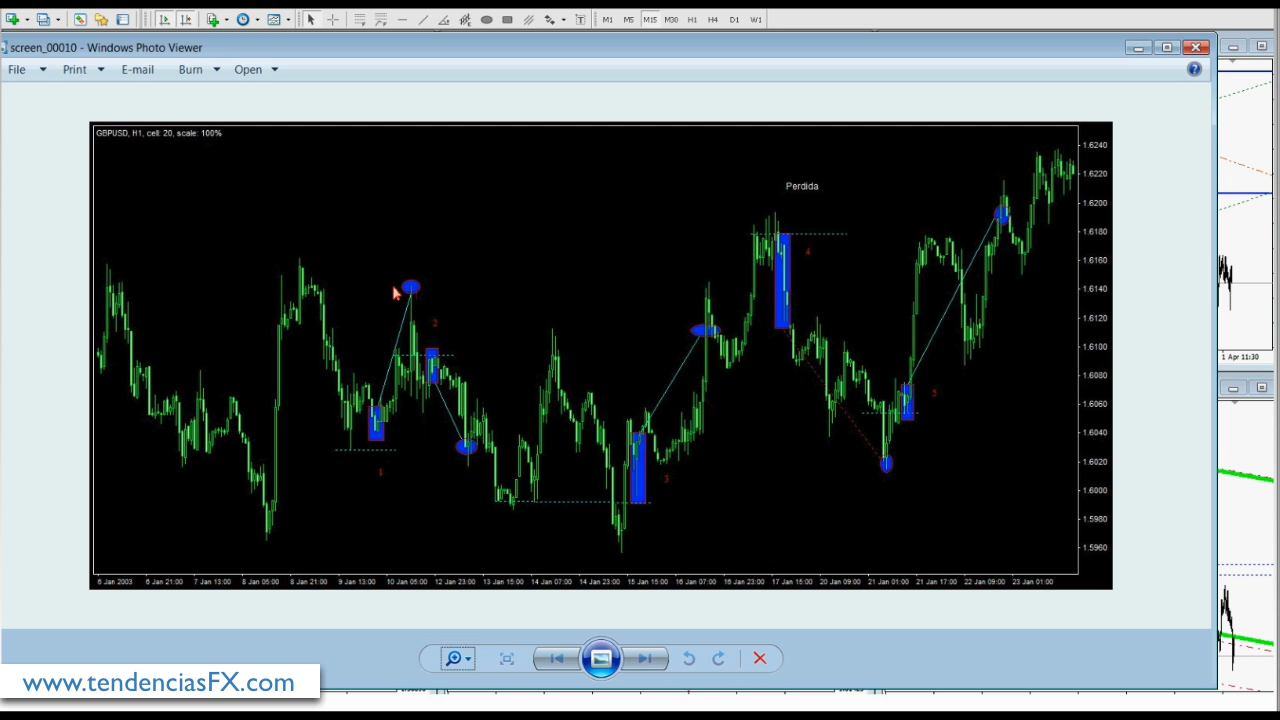 M1 M5 M15 M30 H1 H4 D1 W1
screen_00010 - Windows Photo Viewer
File Print E-mail Burn Open
GBPUSD, H1, cell: 20, scale: 100%
Perdida
1
2
3
4
5
1.6240
1.6220
1.6200
1.6180
1.6160
1.6140
1.6120
1.6100
1.6080
1.6060
1.6040
1.6020
1.6000
1.5980
1.5960
6 Jan 2003 6 Jan 21:00 7 Jan 13:00 8 Jan 05:00 8 Jan 21:00 9 Jan 13:00 10 Jan 05:00 12 Jan 23:00 13 Jan 15:00 14 Jan 07:00 14 Jan 23:00 15 Jan 15:00 16 Jan 07:00 16 Jan 23:00 17 Jan 15:00 20 Jan 09:00 21 Jan 01:00 21 Jan 17:00 22 Jan 09:00 23 Jan 01:00
1 Apr 11:30
www.tendenciasFX.com